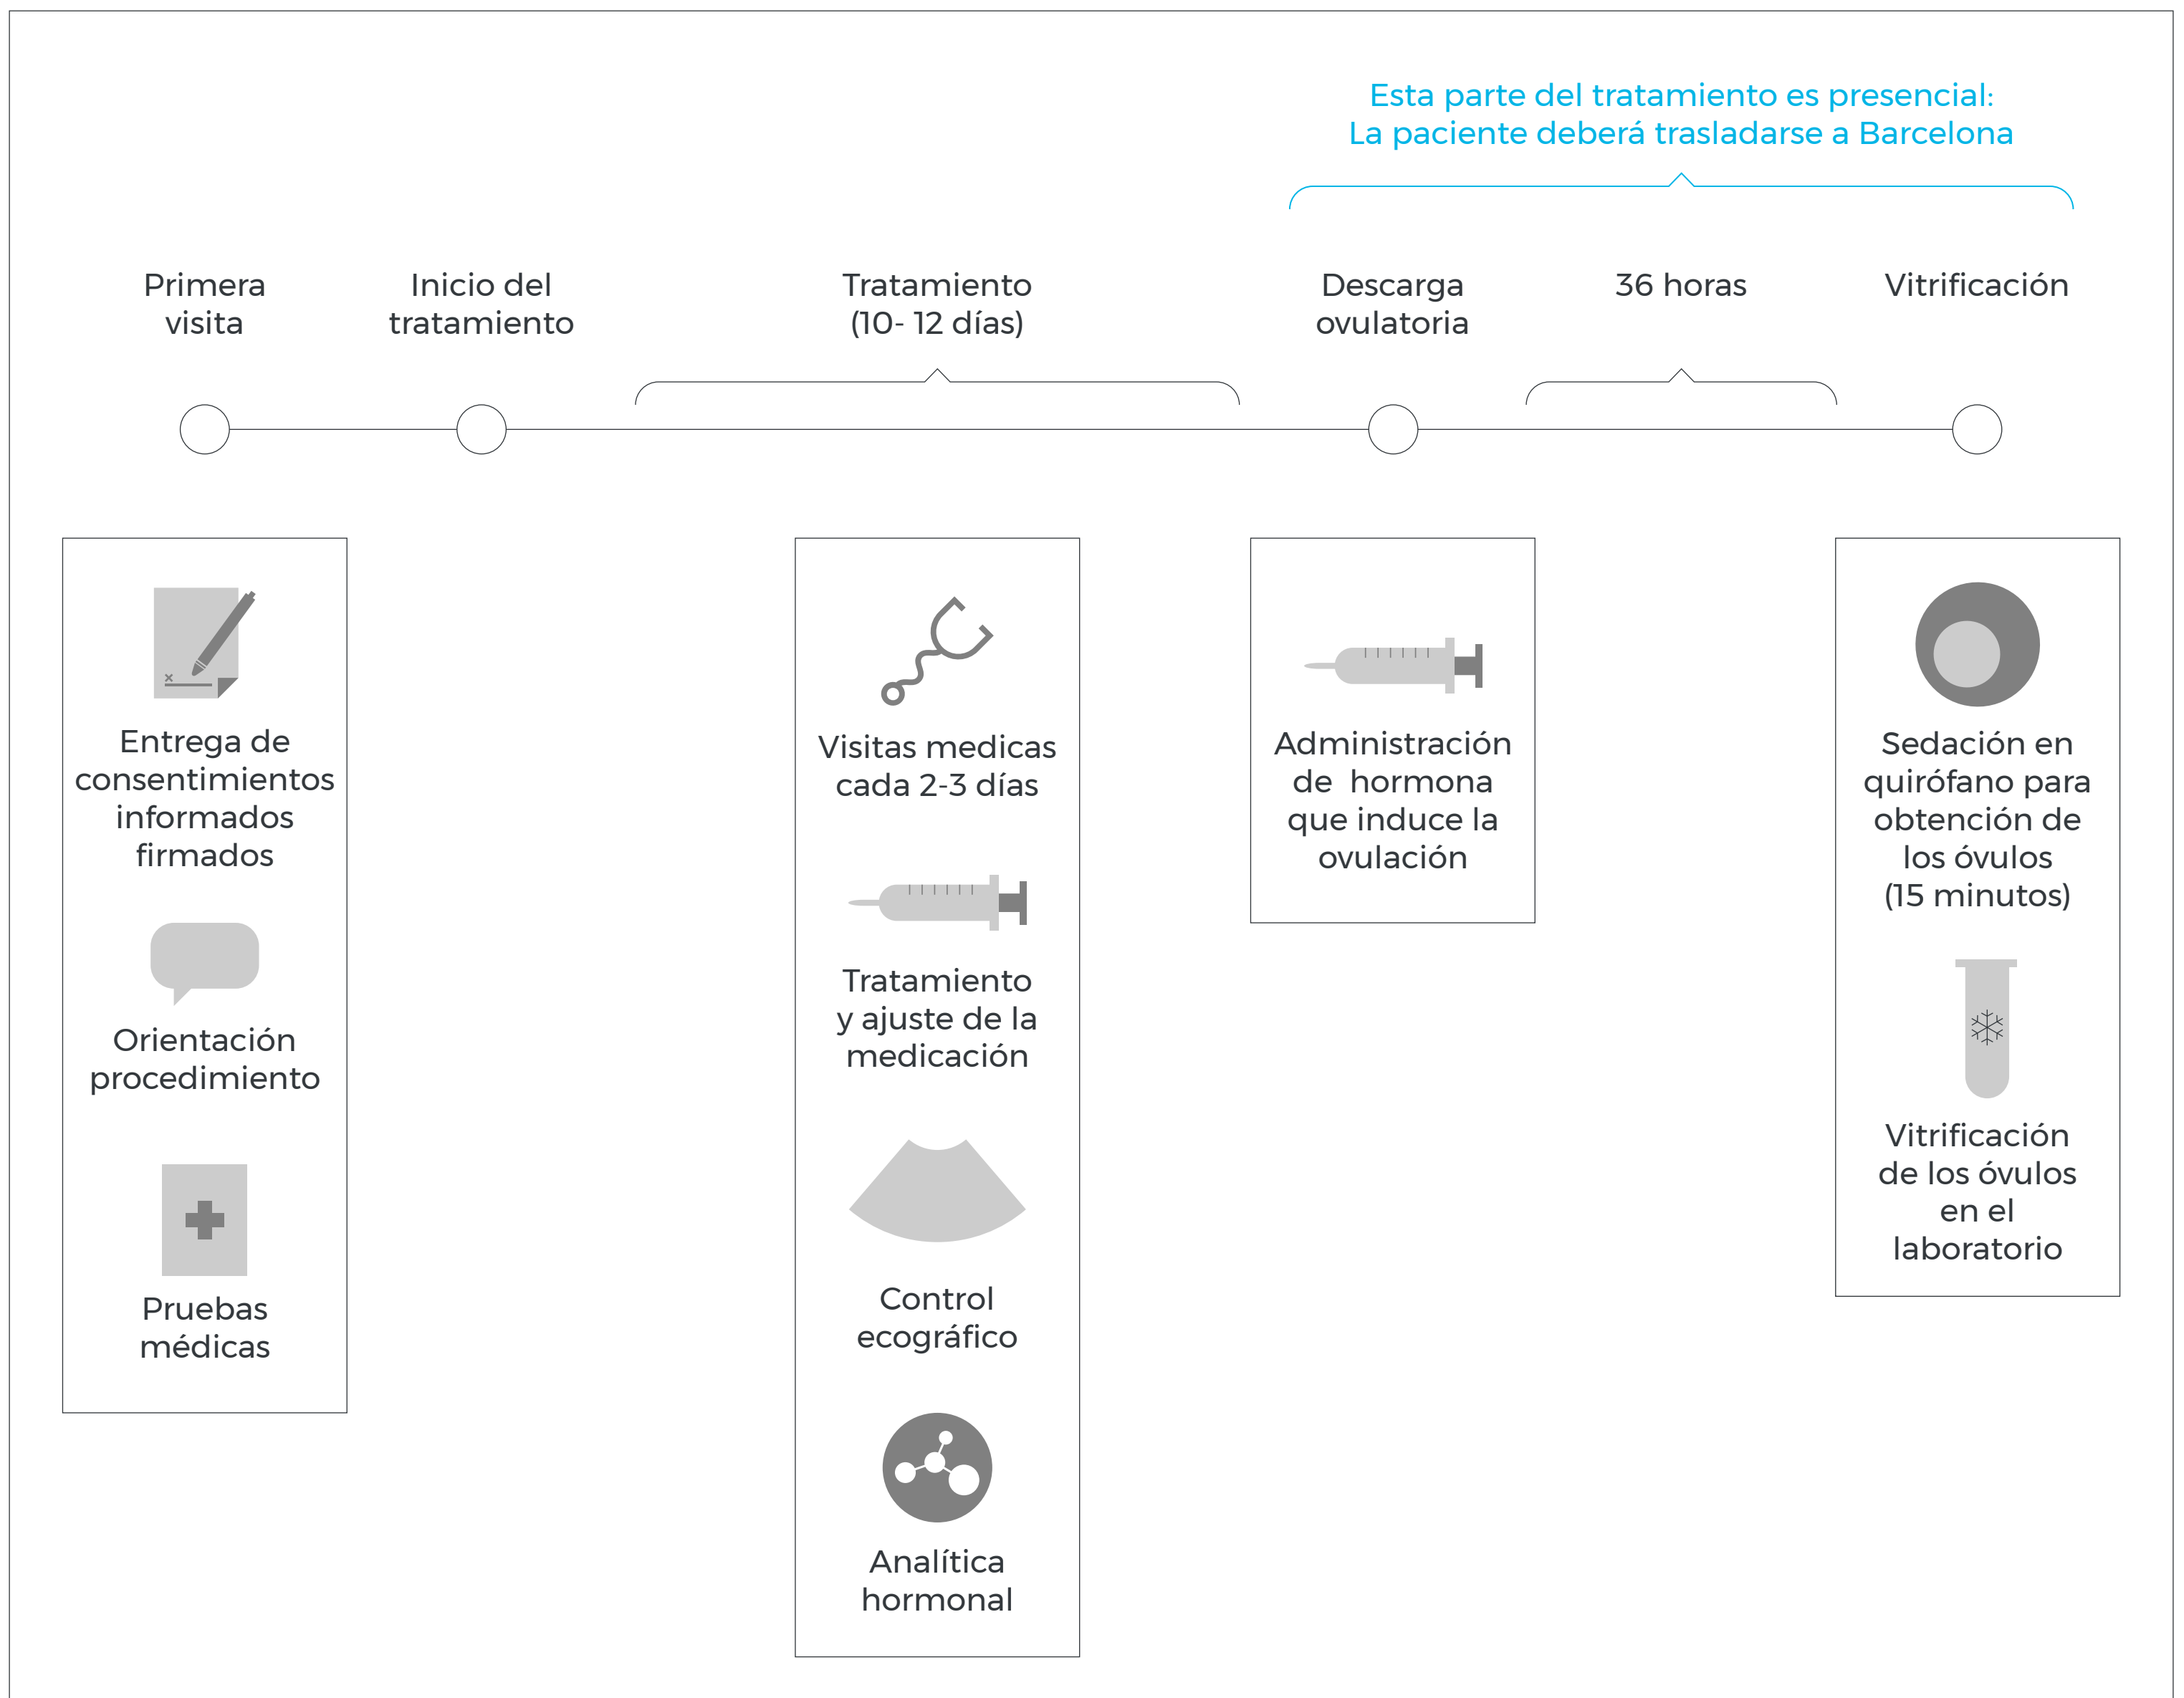 Esta parte del tratamiento es presencial:
La paciente deberá trasladarse a Barcelona
Primera
visita
Inicio del
tratamiento
Tratamiento
(10- 12 días)
Descarga
ovulatoria
36 horas
Vitrificación
Entrega de
consentimientos
informados
firmados
Orientación
procedimiento
Pruebas
médicas
Visitas medicas
cada 2-3 días
Tratamiento
y ajuste de la
medicación
Control
ecográfico
Analítica
hormonal
Administración
de  hormona
que induce la
ovulación
Sedación en
quirófano para
obtención de
los óvulos
(15 minutos)
Vitrificación
de los óvulos
en el
laboratorio